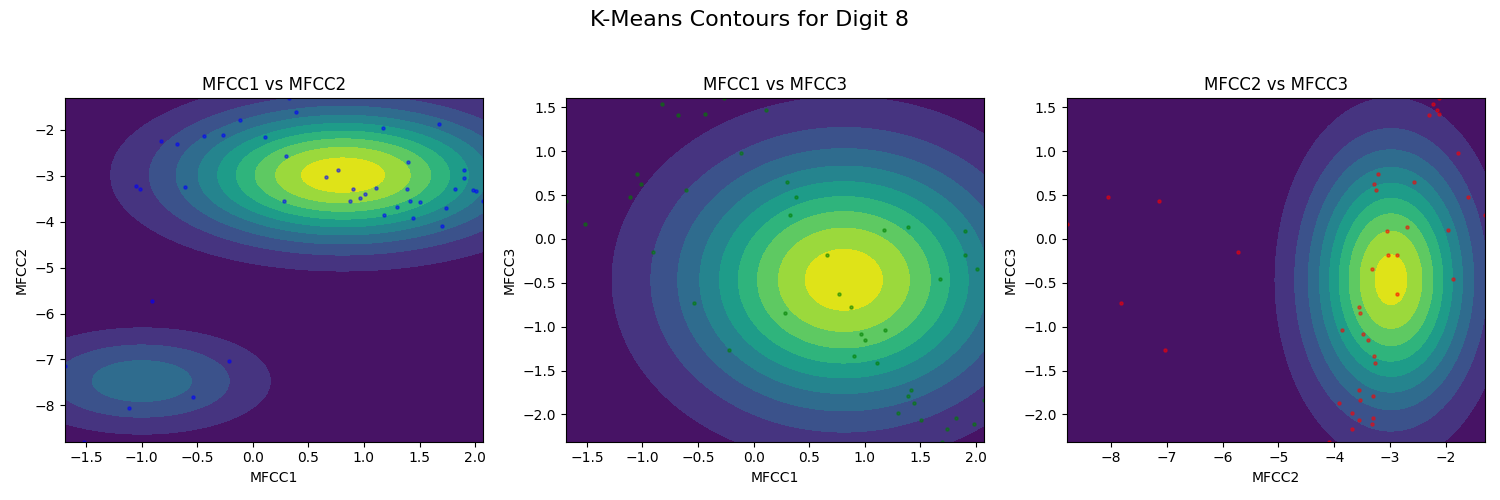 K-Means Contours for Digit 8
MFCC1 vs MFCC2
MFCC1 vs MFCC3
MFCC2 vs MFCC3
MFCC2
−2
−3
−4
−5
−6
−7
−8
−1.5 −1.0 −0.5 0.0 0.5 1.0 1.5 2.0
MFCC1
MFCC3
1.5
1.0
0.5
0.0
−0.5
−1.0
−1.5
−2.0
−1.5 −1.0 −0.5 0.0 0.5 1.0 1.5 2.0
MFCC1
MFCC3
1.5
1.0
0.5
0.0
−0.5
−1.0
−1.5
−2.0
−8 −7 −6 −5 −4 −3 −2
MFCC2